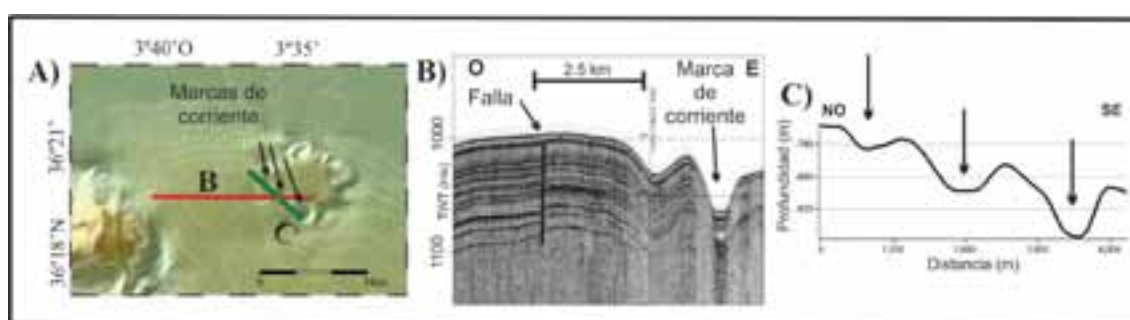 A)
3°40'O
3°35'
Marcas de
corriente
36°21'
36°18'N
B
C
B)
O
2.5 km
Marca
de
corriente
E
Falla
1000
TWT (ms)
1100
C)
NO
SE
Profundidad (m)
Distancia (m)